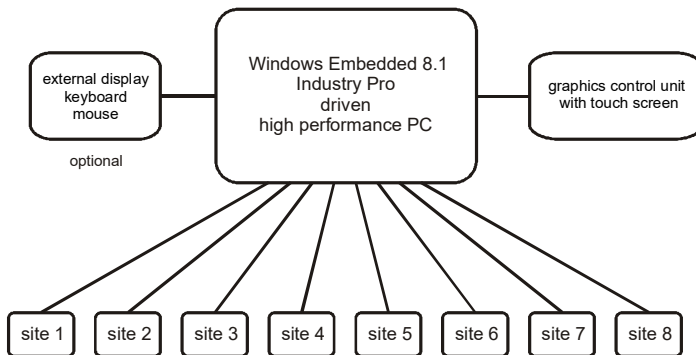 external display
keyboard
mouse
optional
Windows Embedded 8.1
Industry Pro
driven
high performance PC
graphics control unit
with touch screen
site 1
site 2
site 3
site 4
site 5
site 6
site 7
site 8